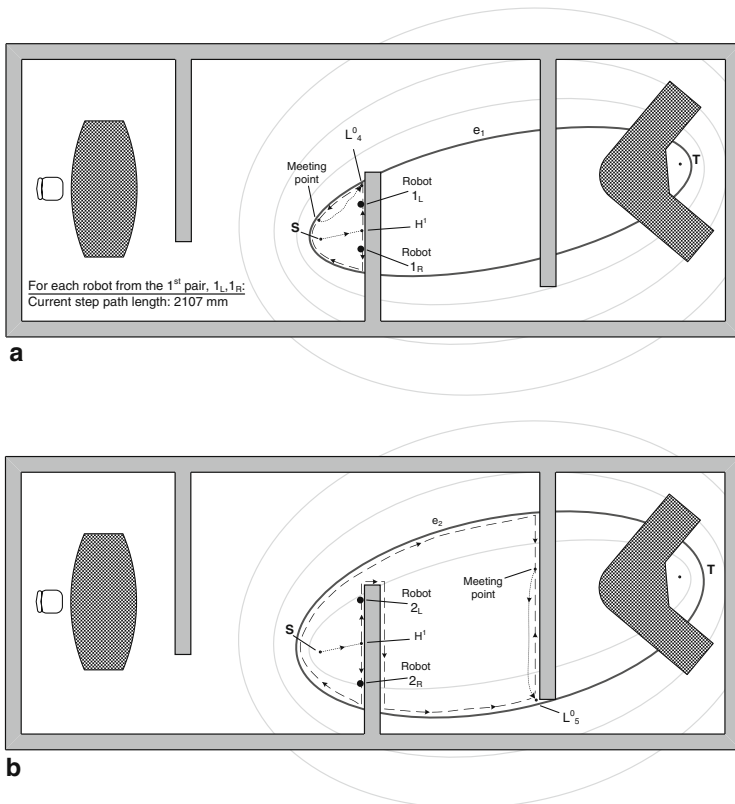 e1
L⁰4
Meeting
point
Robot
1L
T
S
H¹
Robot
1R
For each robot from the 1st pair, 1L,1R:
Current step path length: 2107 mm
a
e2
Meeting
point
T
Robot
2L
S
H¹
Robot
2R
L⁰5
b